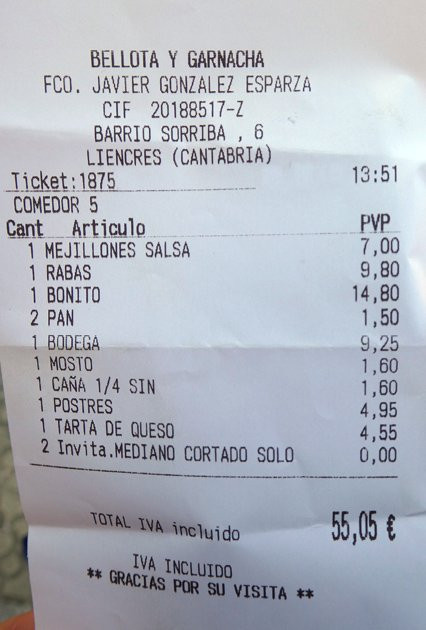 BELLOTA Y GARNACHA
FCO. JAVIER GONZALEZ ESPARZA
CIF 20188517-Z
BARRIO SORRIBA , 6
LIENCRES (CANTABRIA)
Ticket:1875 13:51
COMEDOR 5
Cant Articulo PVP
1 MEJILLONES SALSA 7,00
1 RABAS 9,80
1 BONITO 14,80
2 PAN 1,50
1 BODEGA 9,25
1 MOSTO 1,60
1 CAÑA 1/4 SIN 1,60
1 POSTRES 4,95
1 TARTA DE QUESO 4,55
2 Invita.MEDIANO CORTADO SOLO 0,00
TOTAL IVA incluido 55,05 €
IVA INCLUIDO
** GRACIAS POR SU VISITA **